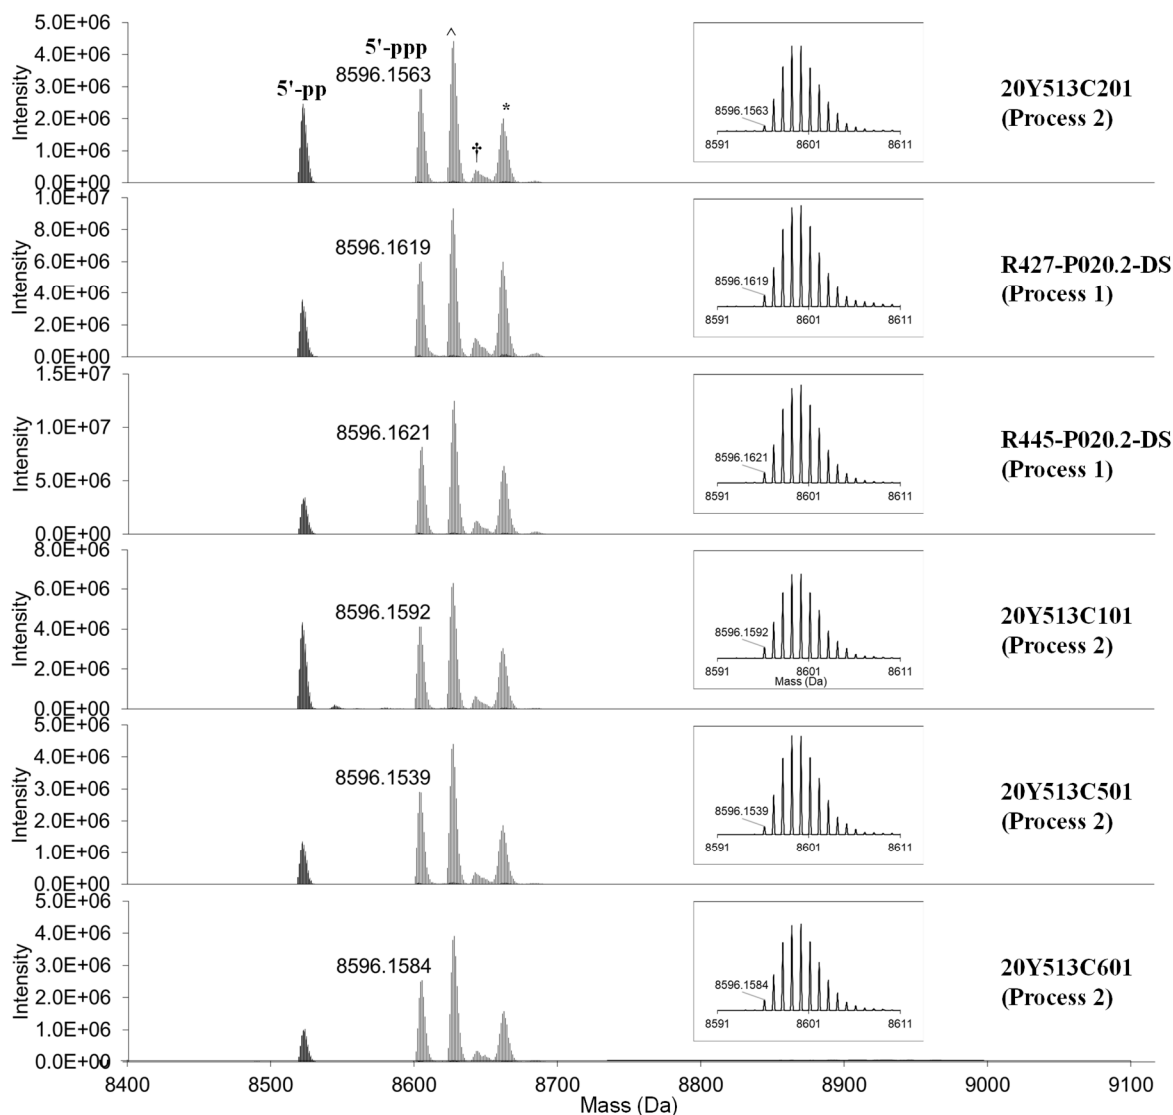 5.0E+06
4.0E+06
3.0E+06
2.0E+06
1.0E+06
0.0E+00
Intensity
5'-pp
5'-ppp
8596.1563
^
†
*
8596.1563
8591 8601 8611
20Y513C201
(Process 2)
1.0E+07
8.0E+06
6.0E+06
4.0E+06
2.0E+06
0.0E+00
Intensity
8596.1619
8596.1619
8591 8601 8611
R427-P020.2-DS
(Process 1)
1.5E+07
1.0E+07
5.0E+06
0.0E+00
Intensity
8596.1621
8596.1621
8591 8601 8611
R445-P020.2-DS
(Process 1)
8.0E+06
6.0E+06
4.0E+06
2.0E+06
0.0E+00
Intensity
8596.1592
8596.1592
8591 8601 8611
Mass (Da)
20Y513C101
(Process 2)
5.0E+06
4.0E+06
3.0E+06
2.0E+06
1.0E+06
0.0E+00
Intensity
8596.1539
8596.1539
8591 8601 8611
20Y513C501
(Process 2)
5.0E+06
4.0E+06
3.0E+06
2.0E+06
1.0E+06
0.0E+00
Intensity
8596.1584
8596.1584
8591 8601 8611
20Y513C601
(Process 2)
8400 8500 8600 8700 8800 8900 9000 9100
Mass (Da)